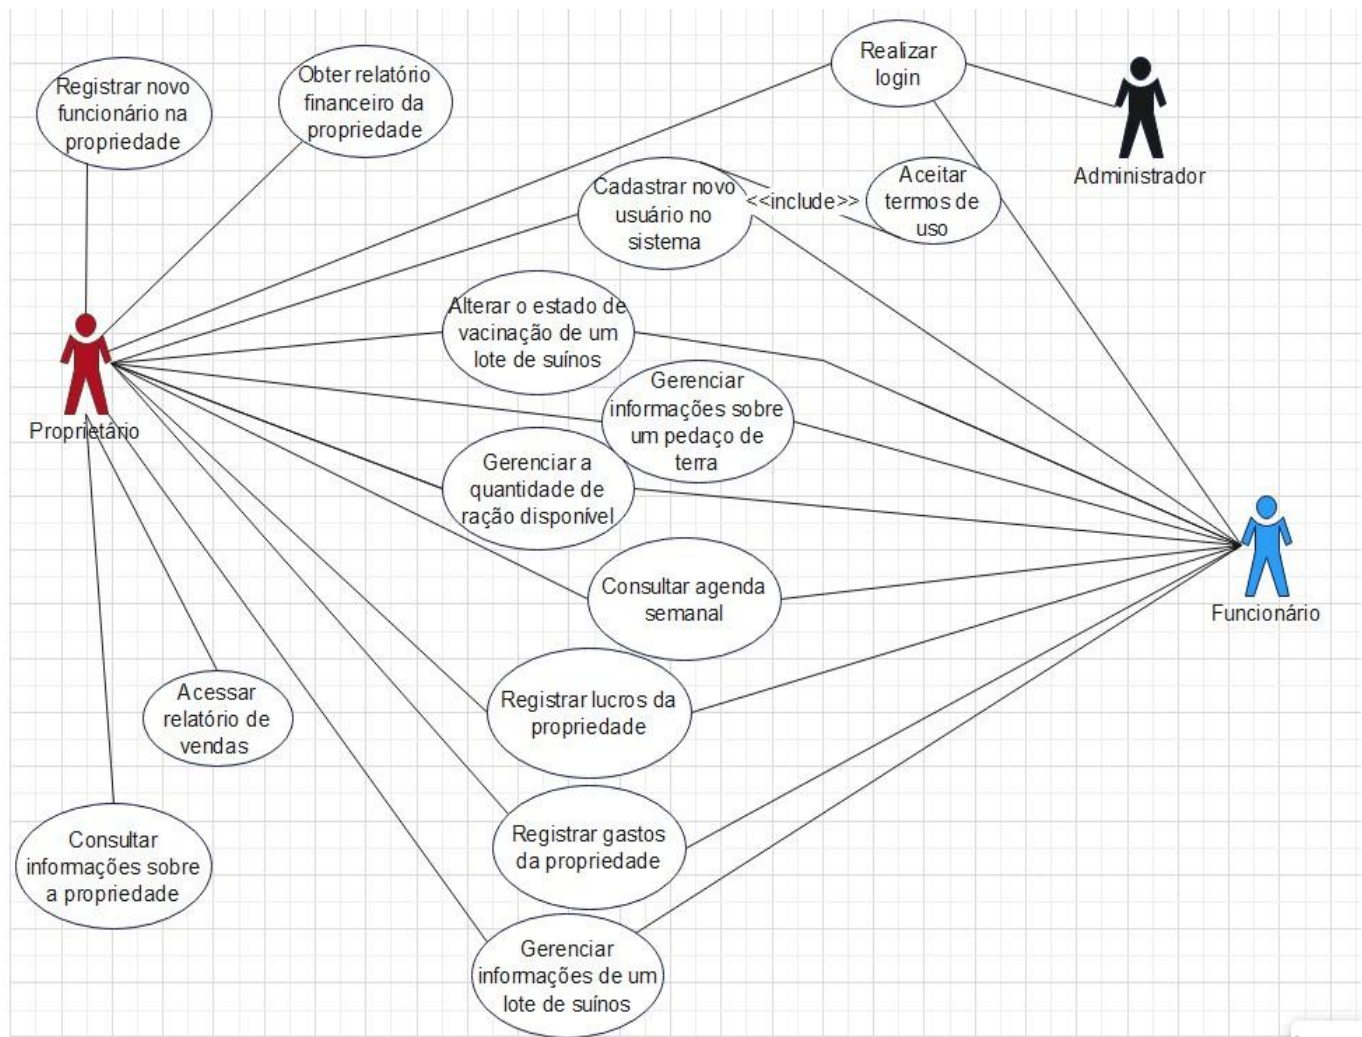 Realizar
login
Obter relatório
financeiro da
propriedade
Registrar novo
funcionário na
propriedade
Administrador
Cadastrar novo
usuário no
sistema
<<include>>
Aceitar
termos de
uso
Alterar o estado de
vacinação de um
lote de suínos
Gerenciar
informações sobre
um pedaço de
terra
Proprietário
Gerenciar a
quantidade de
ração disponível
Consultar agenda
semanal
Funcionário
Registrar lucros da
propriedade
Acessar
relatório de
vendas
Registrar gastos
da propriedade
Consultar
informações sobre
a propriedade
Gerenciar
informações de um
lote de suínos